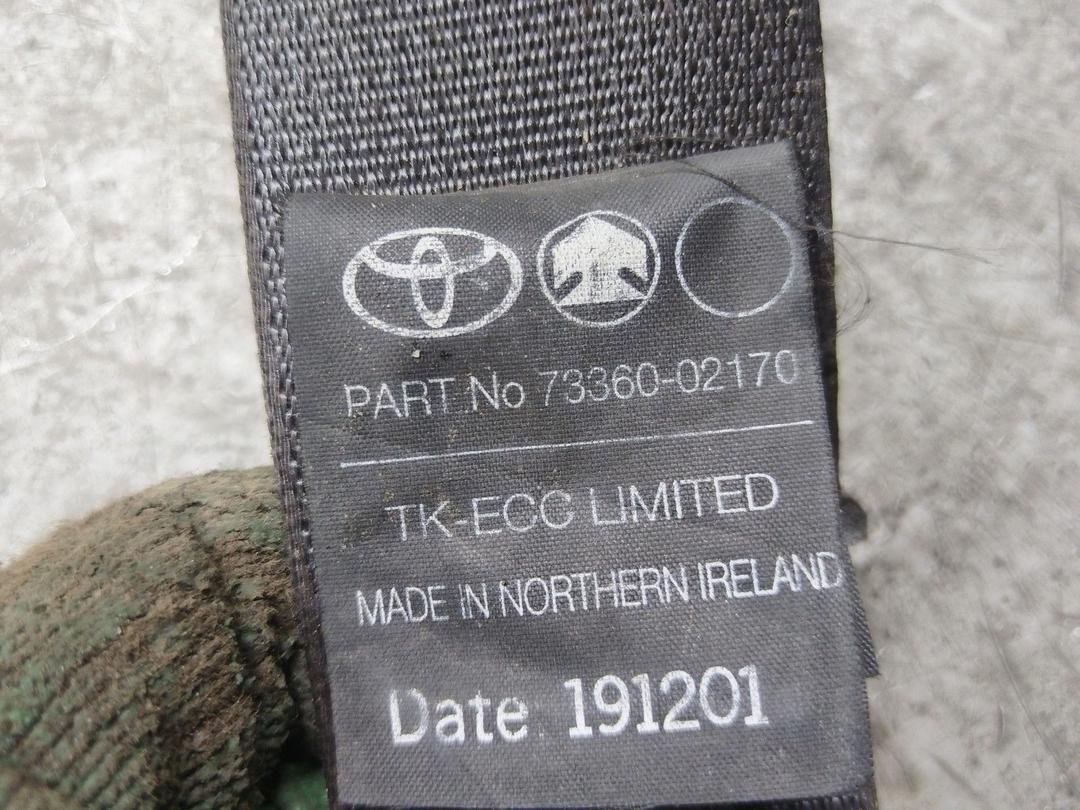 PART No 73360-02170
TK-ECC LIMITED
MADE IN NORTHERN IRELAND
Date 191201